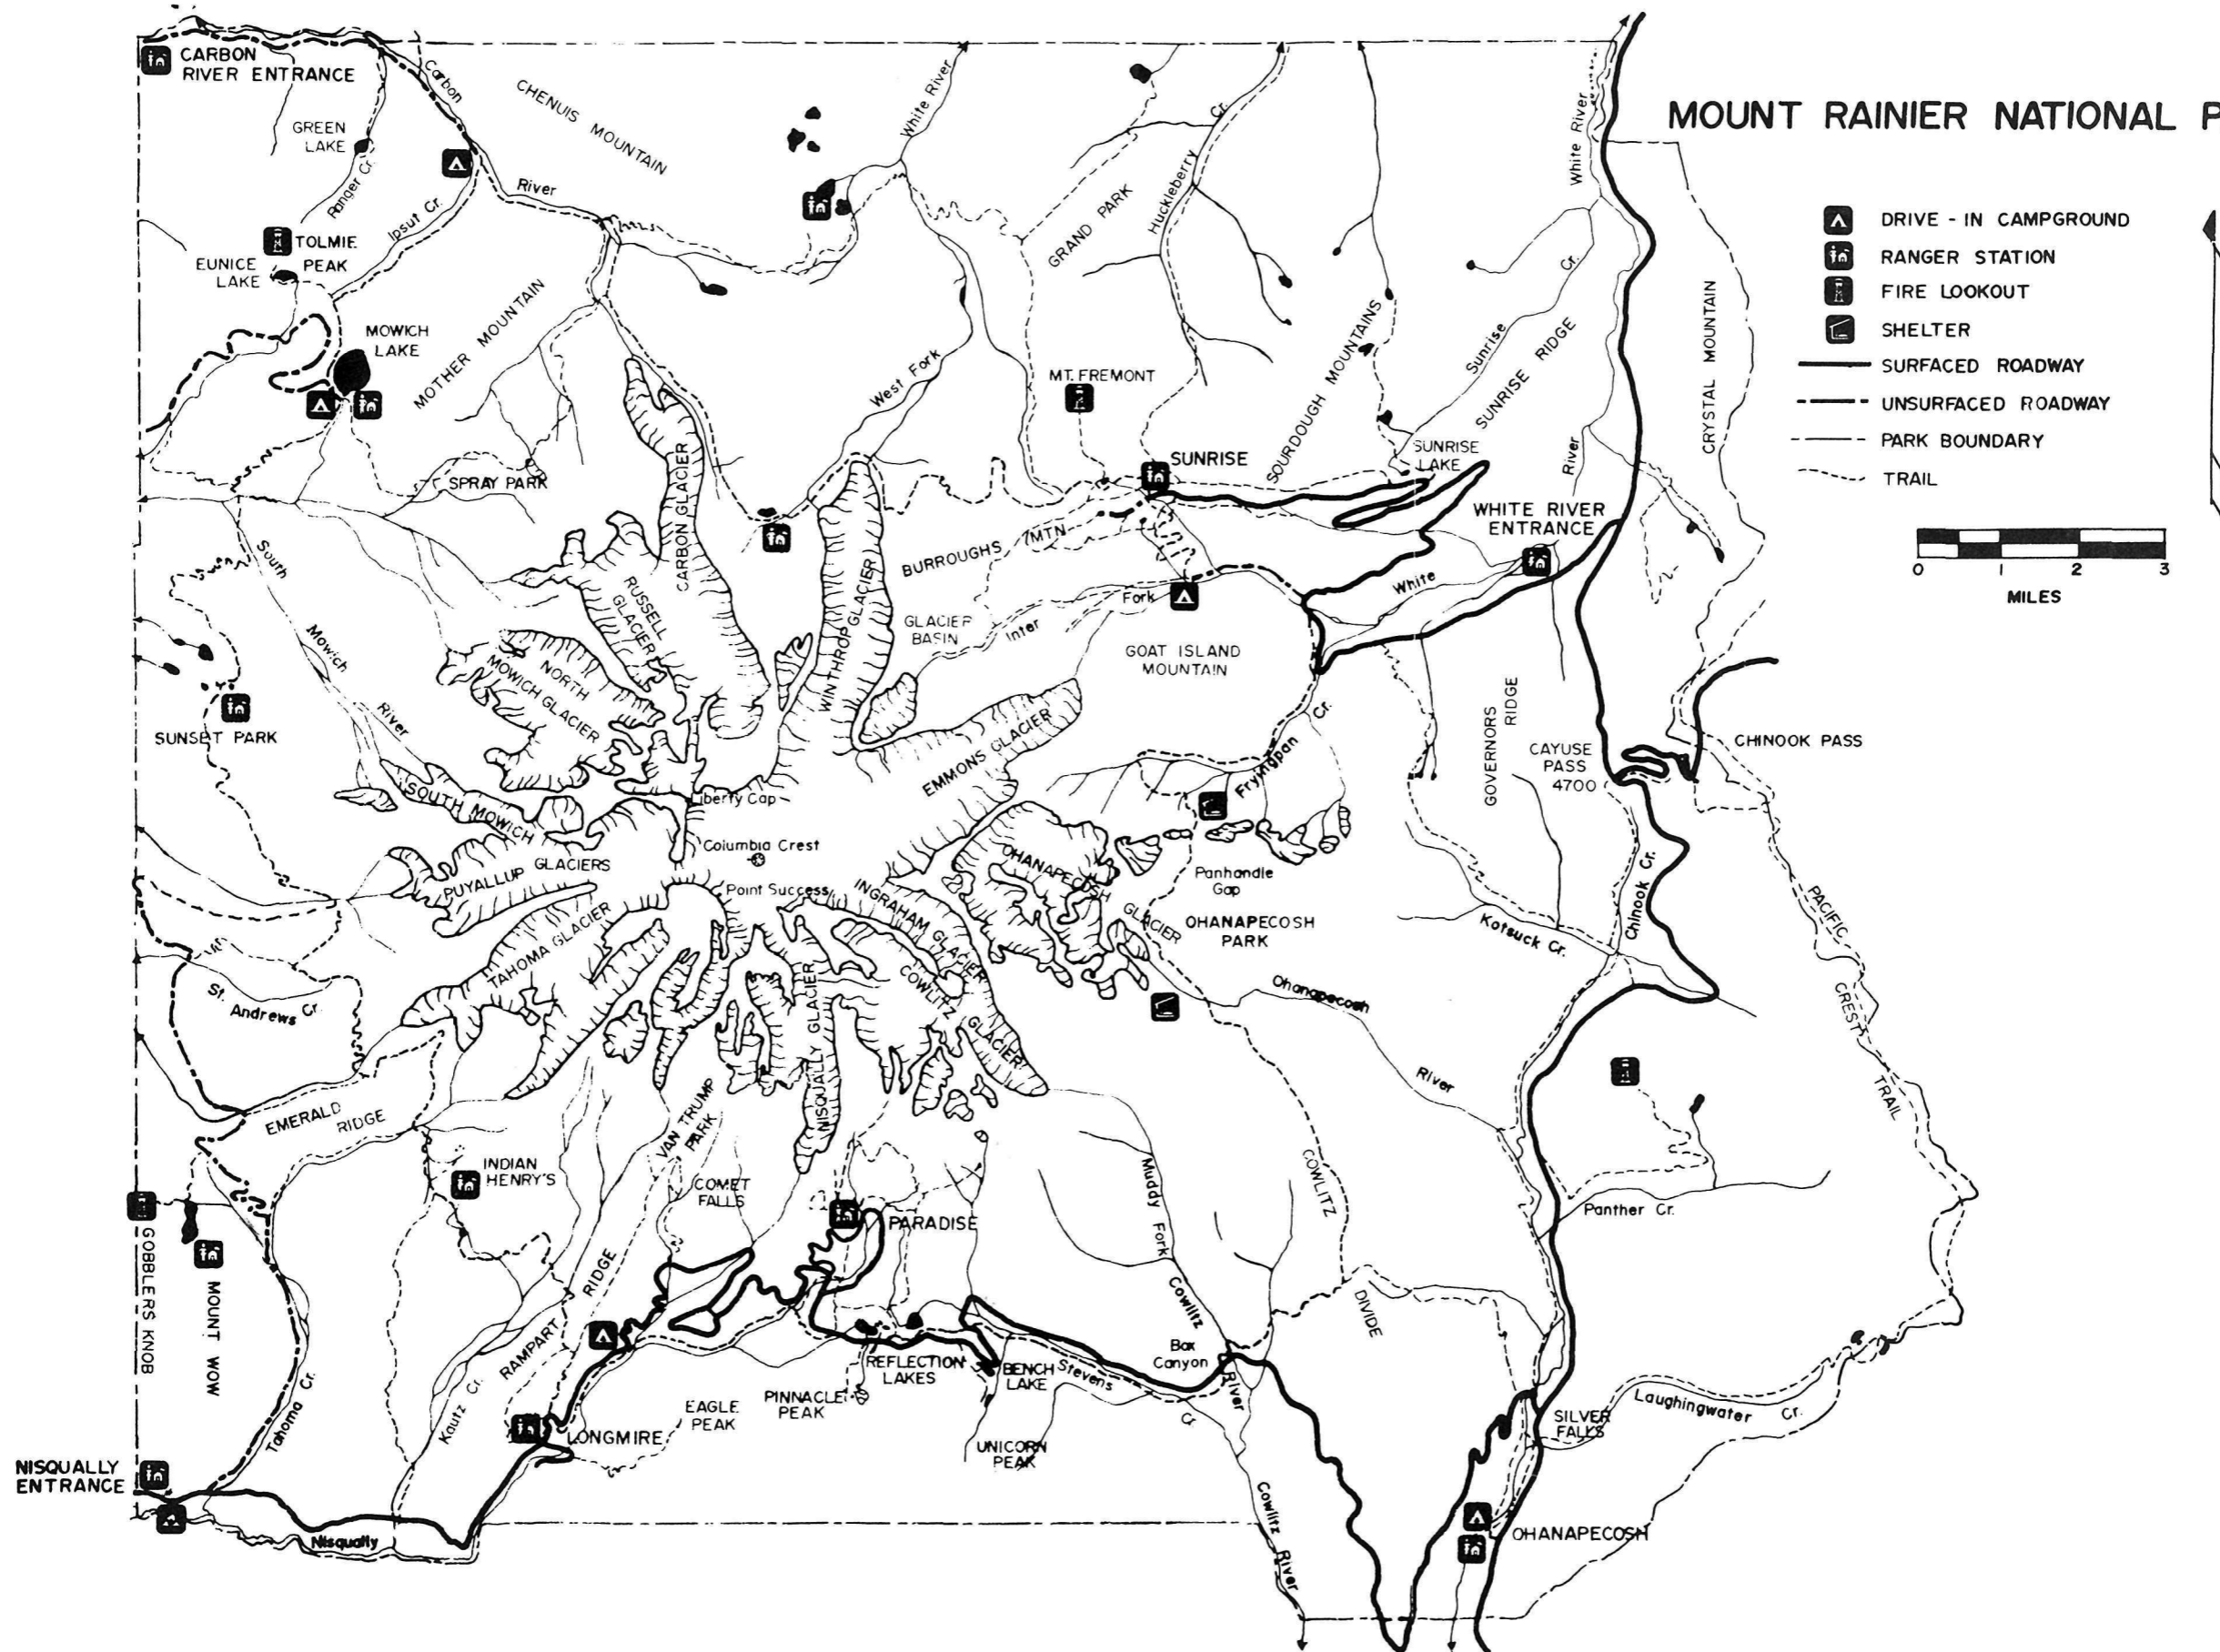 MOUNT RAINIER NATIONAL P
CARBON
RIVER ENTRANCE
Carbon
CHENUIS MOUNTAIN
White River
Cr.
White River
GREEN
LAKE
Ranger Cr.
Ipsut Cr.
River
GRAND PARK
Huckleberry
DRIVE - IN CAMPGROUND
RANGER STATION
FIRE LOOKOUT
SHELTER
SURFACED ROADWAY
UNSURFACED ROADWAY
PARK BOUNDARY
TRAIL
0 1 2 3
MILES
TOLMIE
PEAK
EUNICE
LAKE
MOWICH
LAKE
MOTHER MOUNTAIN
West Fork
MT. FREMONT
SOURDOUGH MOUNTAINS
Sunrise
Cr.
SUNRISE RIDGE
CRYSTAL MOUNTAIN
SUNRISE
SUNRISE
LAKE
River
SPRAY PARK
CARBON GLACIER
WHITE RIVER
ENTRANCE
South
Mowich
River
RUSSELL
GLACIER
WINTHROP GLACIER
BURROUGHS MTN
GLACIER
BASIN
Inter
Fork
White
GOAT ISLAND
MOUNTAIN
NORTH
MOWICH GLACIER
SUNSET PARK
EMMONS GLACIER
Fryingpan
Cr.
GOVERNORS
RIDGE
CAYUSE
PASS
4700
CHINOOK PASS
SOUTH MOWICH
Liberty Cap
Columbia Crest
PUYALLUP GLACIERS
Point Success
INGRAHAM GLACIER
OHANAPECOSH
GLACIER
Panhandle
Gap
OHANAPECOSH
PARK
Chinook Cr.
Kotsuck Cr.
PACIFIC
CREST
TRAIL
TAHOMA GLACIER
NISQUALLY GLACIER
COWLITZ
GLACIER
Ohanapecosh
River
St.
Andrews Cr.
EMERALD
RIDGE
VAN TRUMP
PARK
INDIAN
HENRY'S
COMET
FALLS
PARADISE
Muddy Fork
Cowlitz
River
COWLITZ
DIVIDE
Panther Cr.
GOBBLERS KNOB
MOUNT WOW
Tahoma Cr.
Kautz Cr.
RAMPART
RIDGE
REFLECTION
LAKES
BENCH
LAKE
Stevens
Cr
Box
Canyon
PINNACLE
PEAK
EAGLE
PEAK
UNICORN
PEAK
LONGMIRE
SILVER
FALLS
Laughingwater Cr.
NISQUALLY
ENTRANCE
Nisqually
Cowlitz
River
OHANAPECOSH